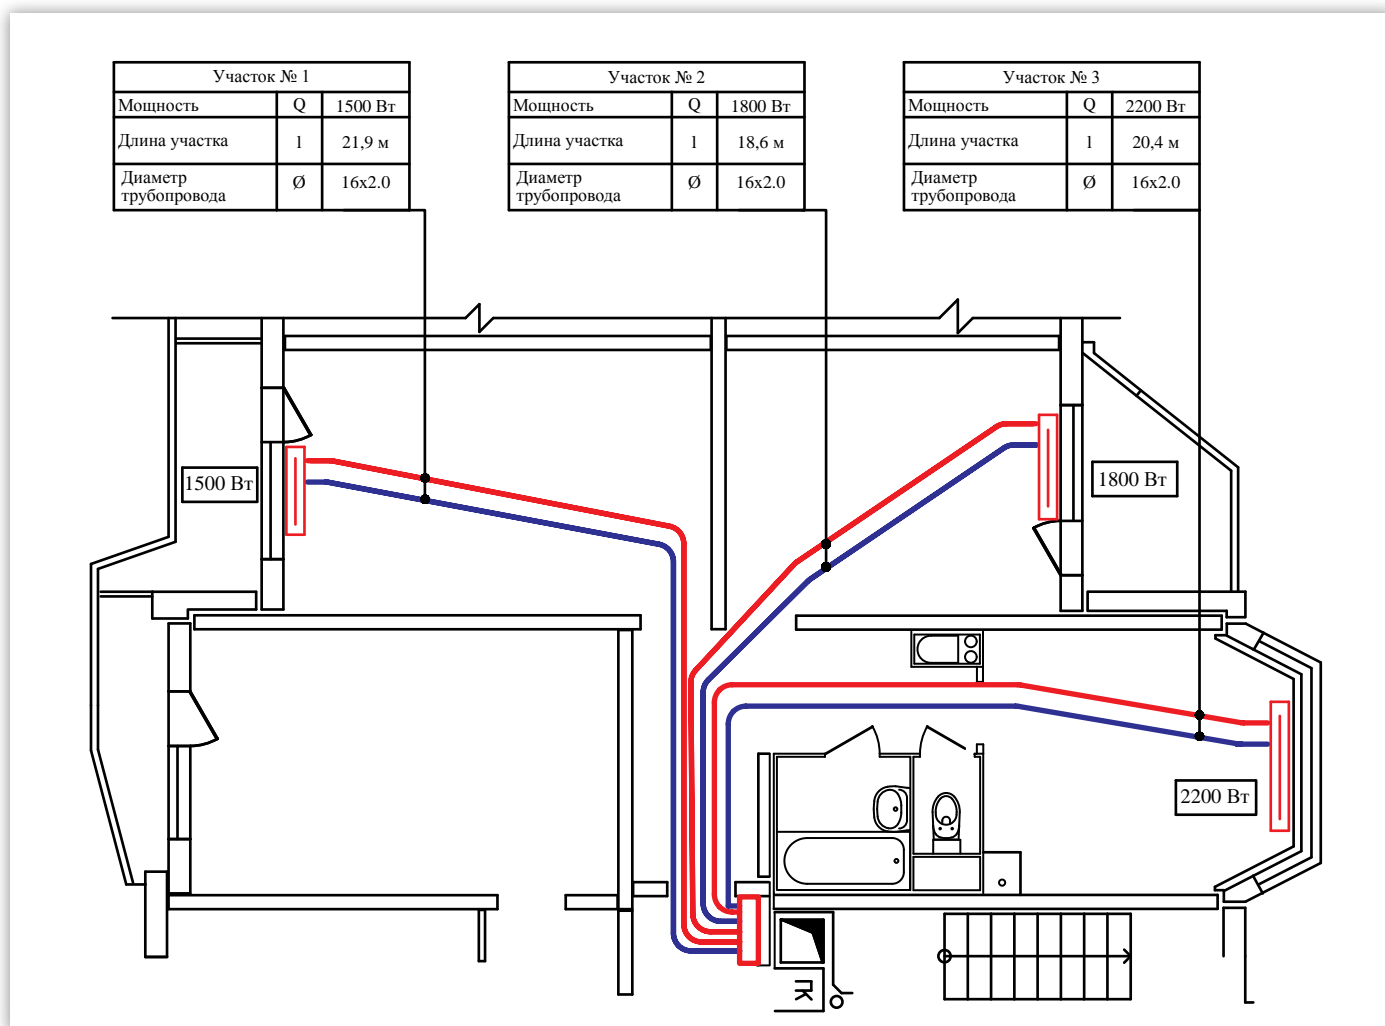 Участок № 1
Мощность Q 1500 Вт
Длина участка l 21,9 м
Диаметр
трубопровода Ø 16x2.0
Участок № 2
Мощность Q 1800 Вт
Длина участка l 18,6 м
Диаметр
трубопровода Ø 16x2.0
Участок № 3
Мощность Q 2200 Вт
Длина участка l 20,4 м
Диаметр
трубопровода Ø 16x2.0
1500 Вт
1800 Вт
2200 Вт
ПК